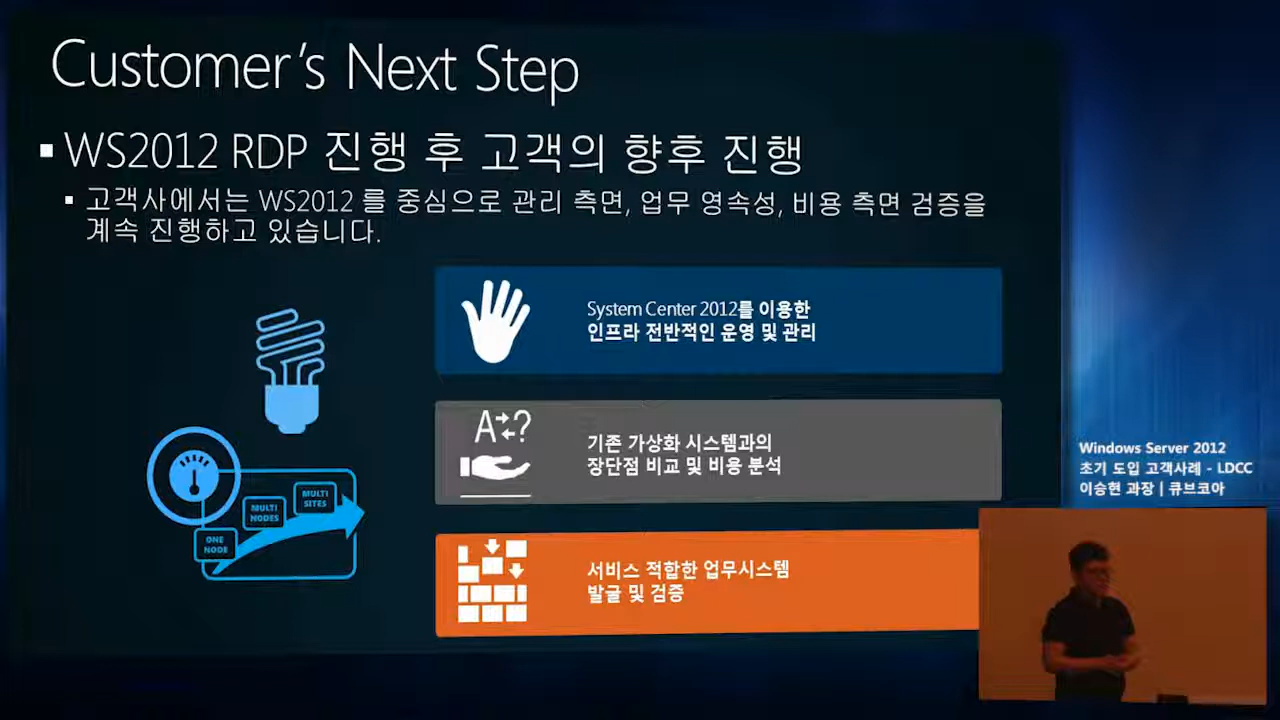 Customer's Next Step
WS2012 RDP 진행 후 고객의 향후 진행
고객사에서는 WS2012 를 중심으로 관리 측면, 업무 영속성, 비용 측면 검증을
계속 진행하고 있습니다.
System Center 2012를 이용한
인프라 전반적인 운영 및 관리
A
?
기존 가상화 시스템과의
장단점 비교 및 비용 분석
서비스 적합한 업무시스템
발굴 및 검증
MULTI
SITES
MULTI
NODES
ONE
NODE
Windows Server 2012
초기 도입 고객사례 - LDCC
이승현 과장 | 큐브코아